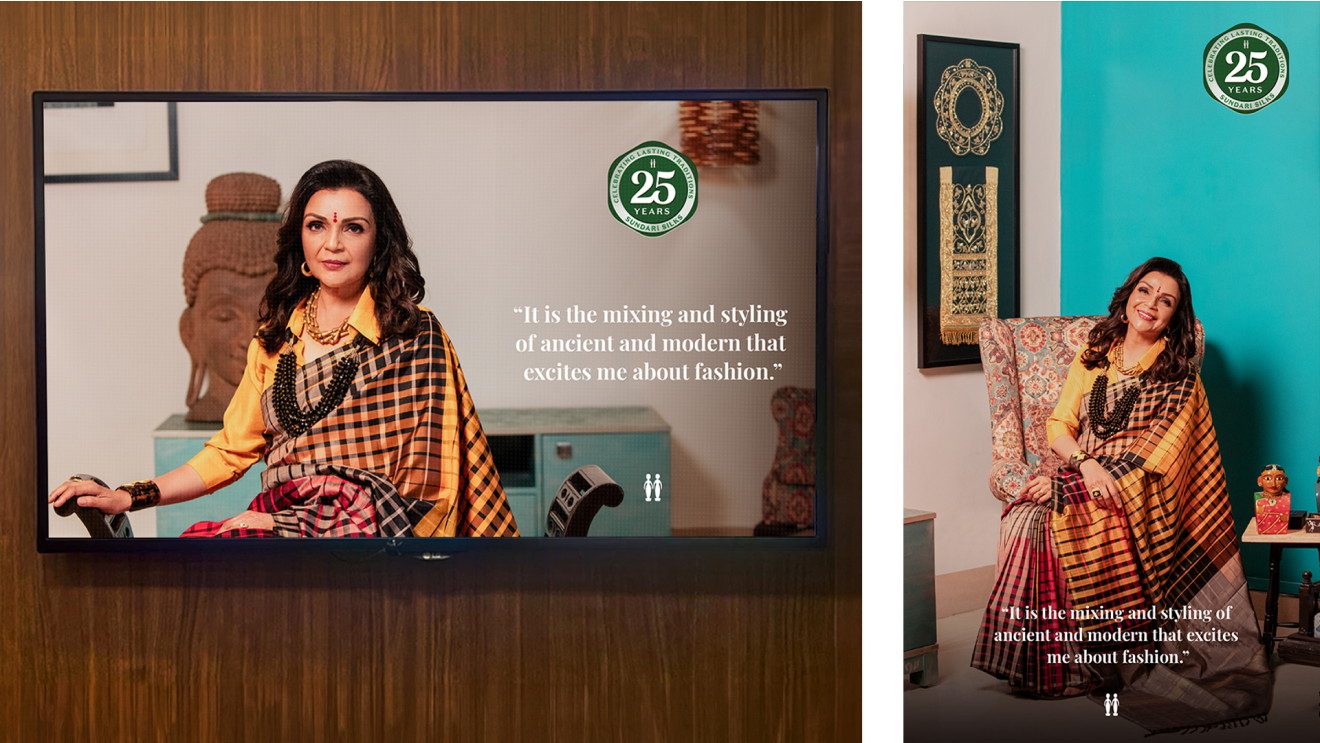 CELEBRATING LASTING TRADITIONS
25
YEARS
SUNDARI SILKS
“It is the mixing and styling
of ancient and modern that
excites me about fashion.”
CELEBRATING LASTING TRADITIONS
25
YEARS
SUNDARI SILKS
“It is the mixing and styling of
ancient and modern that excites
me about fashion.”